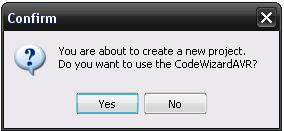 Confirm
You are about to create a new project.
Do you want to use the CodeWizardAVR?
Yes
No